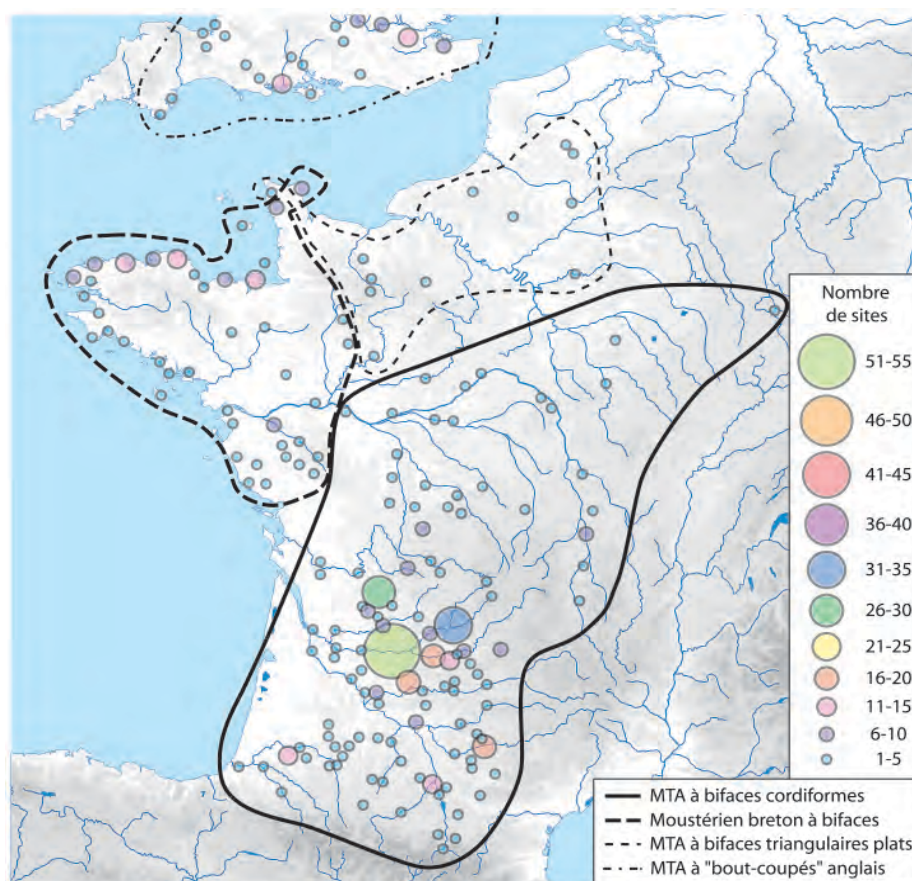 Nombre
de sites
51-55
46-50
41-45
36-40
31-35
26-30
21-25
16-20
11-15
6-10
1-5
MTA à bifaces cordiformes
Moustérien breton à bifaces
MTA à bifaces triangulaires plats
MTA à "bout-coupés" anglais